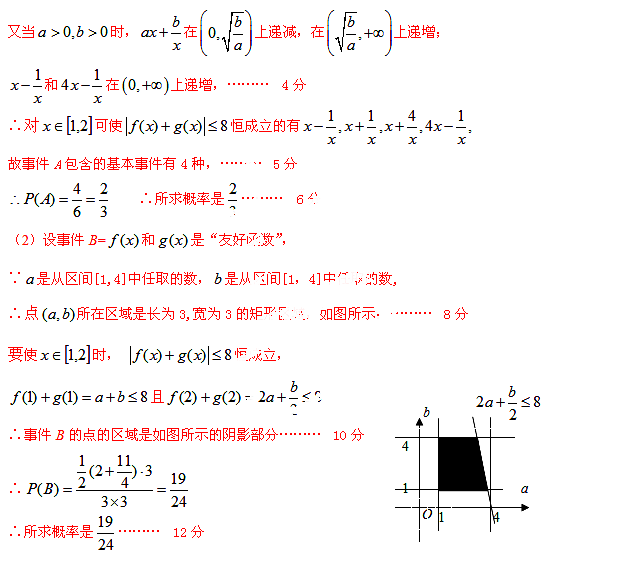 又当a>0,b>0时, ax+b/x在(0,√(b/a))上递减，在(√(b/a),+∞)上递增；
x-1/x和4x-1/x在(0,+∞)上递增，……… 4分
∴对x∈[1,2]可使|f(x)+g(x)|≤8恒成立的有x-1/x, x+1/x, x+4/x, 4x-1/x,
故事件A包含的基本事件有4种，……… 5分
∴P(A)=4/6=2/3 ∴所求概率是2/ ……… 6分
（2）设事件B=f(x)和g(x)是“友好函数”，
∵a是从区间[1,4]中任取的数，b是从区间[1，4]中任取的数,
∴点(a,b)所在区域是长为3,宽为3的矩形 如图所示. ……… 8分
要使x∈[1,2]时， |f(x)+g(x)|≤8恒成立，
f(1)+g(1)=a+b≤8且f(2)+g(2)=2a+b/ ≤
∴事件B的点的区域是如图所示的阴影部分……… 10分
∴P(B)=(1/2(2+11/4)·3)/(3×3)=19/24
∴所求概率是19/24……… 12分
2a+b/2≤8
b
4
1
a
O 1 4